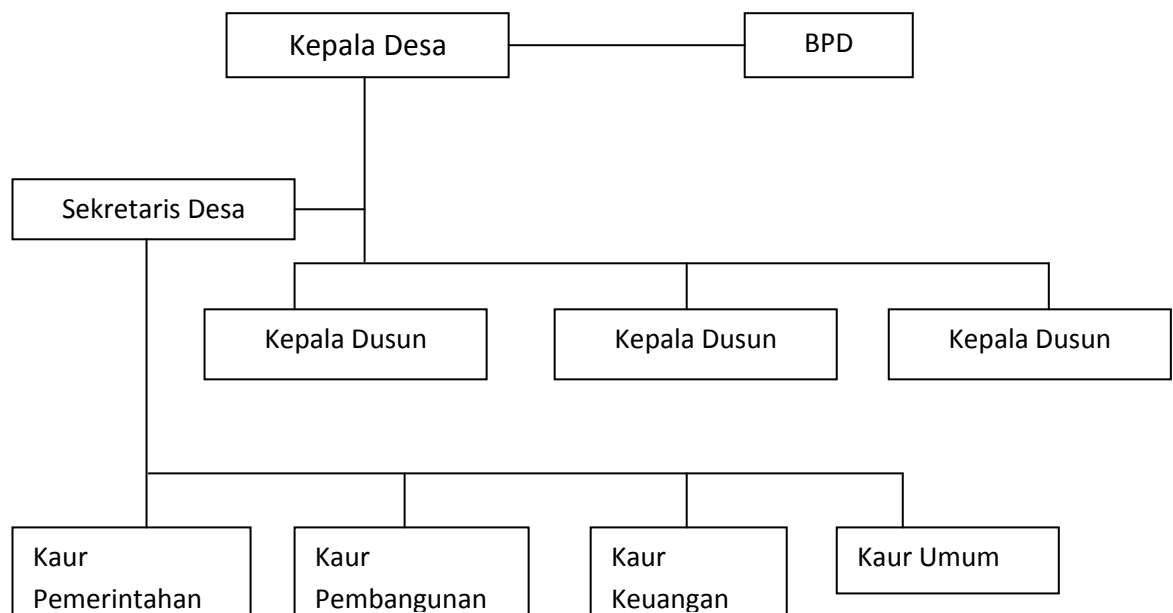 Kepala Desa
BPD
Sekretaris Desa
Kepala Dusun
Kepala Dusun
Kepala Dusun
Kaur
Pemerintahan
Kaur
Pembangunan
Kaur
Keuangan
Kaur Umum